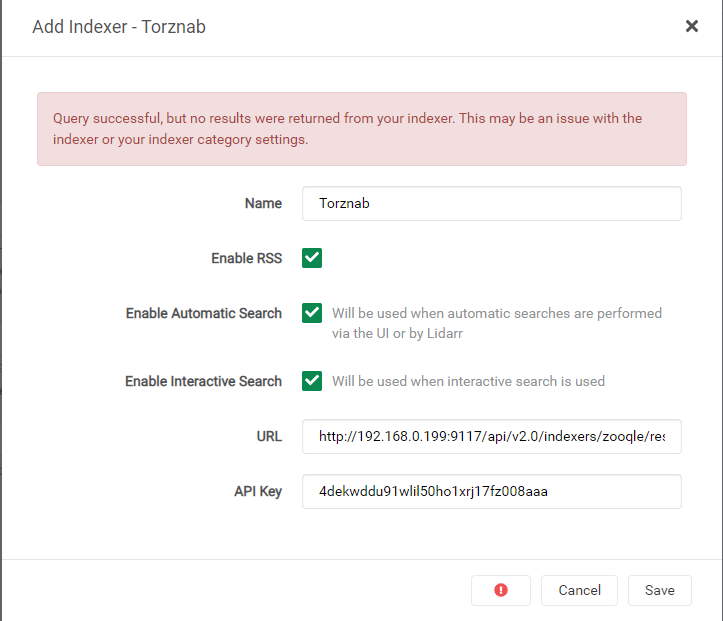 Add Indexer - Torznab
Query successful, but no results were returned from your indexer. This may be an issue with the
indexer or your indexer category settings.
Name
Torznab
Enable RSS
Enable Automatic Search
Will be used when automatic searches are performed
via the UI or by Lidarr
Enable Interactive Search
Will be used when interactive search is used
URL
http://192.168.0.199:9117/api/v2.0/indexers/zooqle/res
API Key
4dekwddu91wlil50ho1xrj17fz008aaa
Cancel
Save